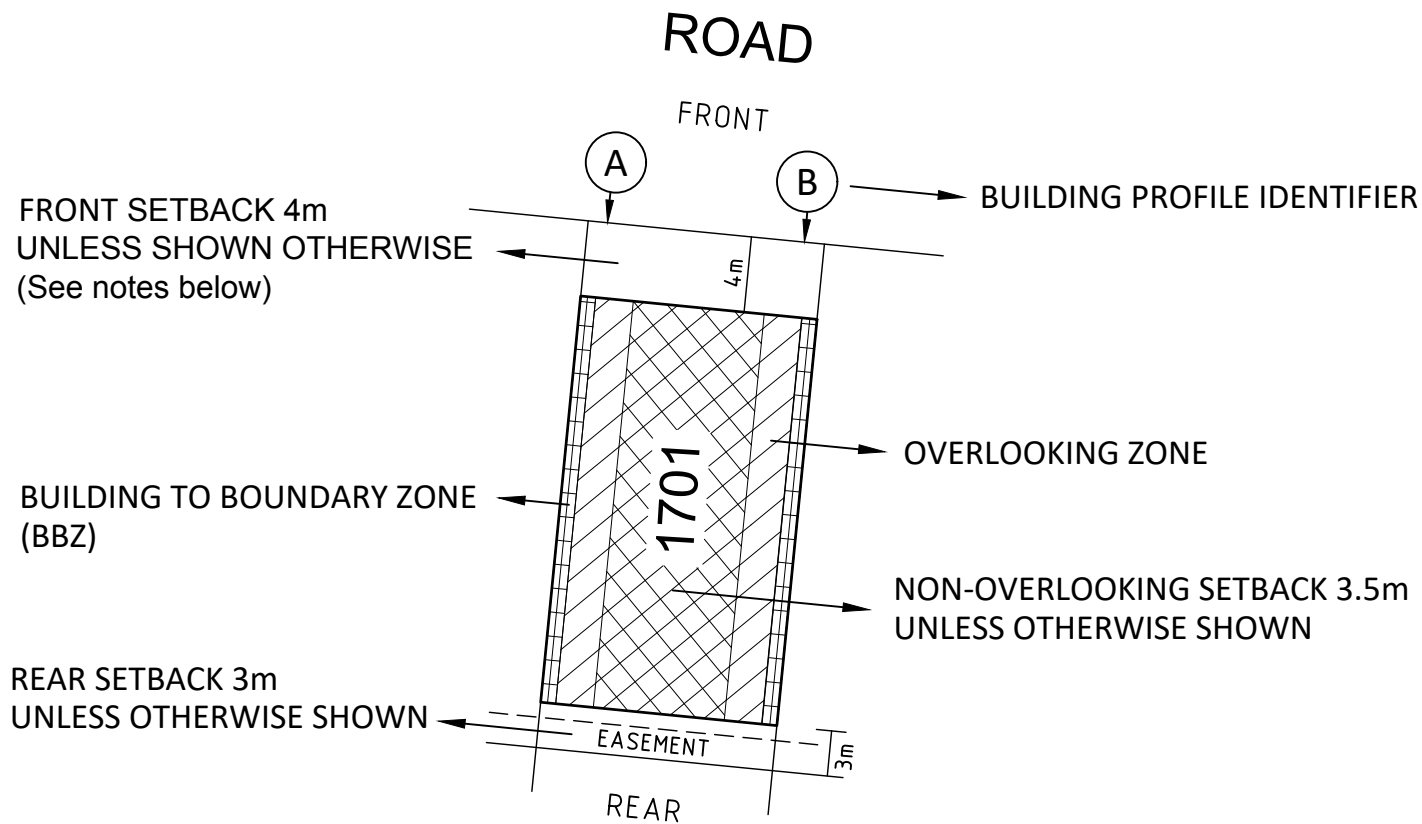 ROAD
FRONT
A
B
BUILDING PROFILE IDENTIFIER
FRONT SETBACK 4m
UNLESS SHOWN OTHERWISE
(See notes below)
4m
OVERLOOKING ZONE
1701
BUILDING TO BOUNDARY ZONE
(BBZ)
NON-OVERLOOKING SETBACK 3.5m
UNLESS OTHERWISE SHOWN
REAR SETBACK 3m
UNLESS OTHERWISE SHOWN
EASEMENT
3m
REAR